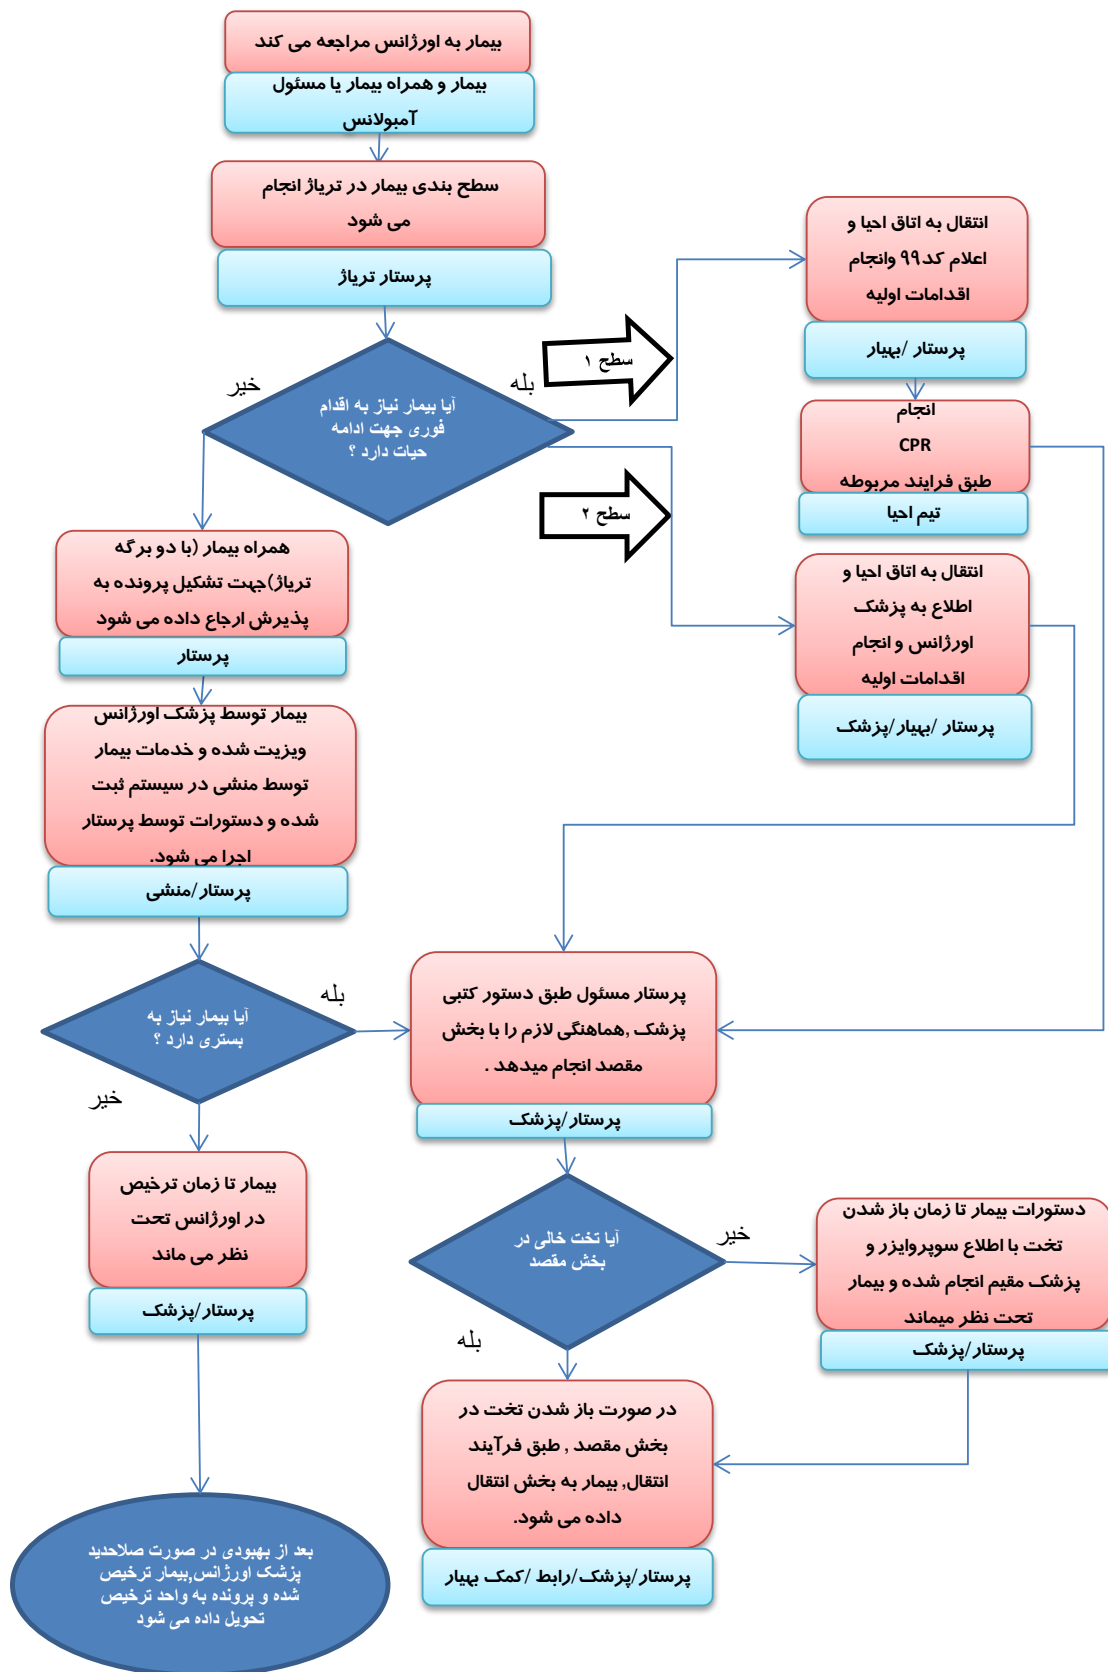 بیمار به اورژانس مراجعه می کند
بیمار و همراه بیمار یا مسئول
آمبولانس
سطح بندی بیمار در تریاژ انجام
می شود
پرستار تریاژ
آیا بیمار نیاز به اقدام
فوری جهت ادامه
حیات دارد ؟
بله
خیر
سطح ۱
سطح ۲
انتقال به اتاق احیا و
اعلام کد ۹۹ وانجام
اقدامات اولیه
پرستار /بهیار
انجام
CPR
طبق فرایند مربوطه
تیم احیا
انتقال به اتاق احیا و
اطلاع به پزشک
اورژانس و انجام
اقدامات اولیه
پرستار /بهیار/پزشک
همراه بیمار (با دو برگه
تریاژ)جهت تشکیل پرونده به
پذیرش ارجاع داده می شود
پرستار
بیمار توسط پزشک اورژانس
ویزیت شده و خدمات بیمار
توسط منشی در سیستم ثبت
شده و دستورات توسط پرستار
اجرا می شود.
پرستار/منشی
آیا بیمار نیاز به
بستری دارد ؟
بله
خیر
پرستار مسئول طبق دستور کتبی
پزشک ,هماهنگی لازم را با بخش
مقصد انجام میدهد .
پرستار/پزشک
بیمار تا زمان ترخیص
در اورژانس تحت
نظر می ماند
پرستار/پزشک
آیا تخت خالی در
بخش مقصد
خیر
بله
دستورات بیمار تا زمان باز شدن
تخت با اطلاع سوپروایزر و
پزشک مقیم انجام شده و بیمار
تحت نظر میماند
پرستار/پزشک
در صورت باز شدن تخت در
بخش مقصد , طبق فرآیند
انتقال, بیمار به بخش انتقال
داده می شود.
پرستار/پزشک/رابط /کمک بهیار
بعد از بهبودی در صورت صلاحدید
پزشک اورژانس,بیمار ترخیص
شده و پرونده به واحد ترخیص
تحویل داده می شود